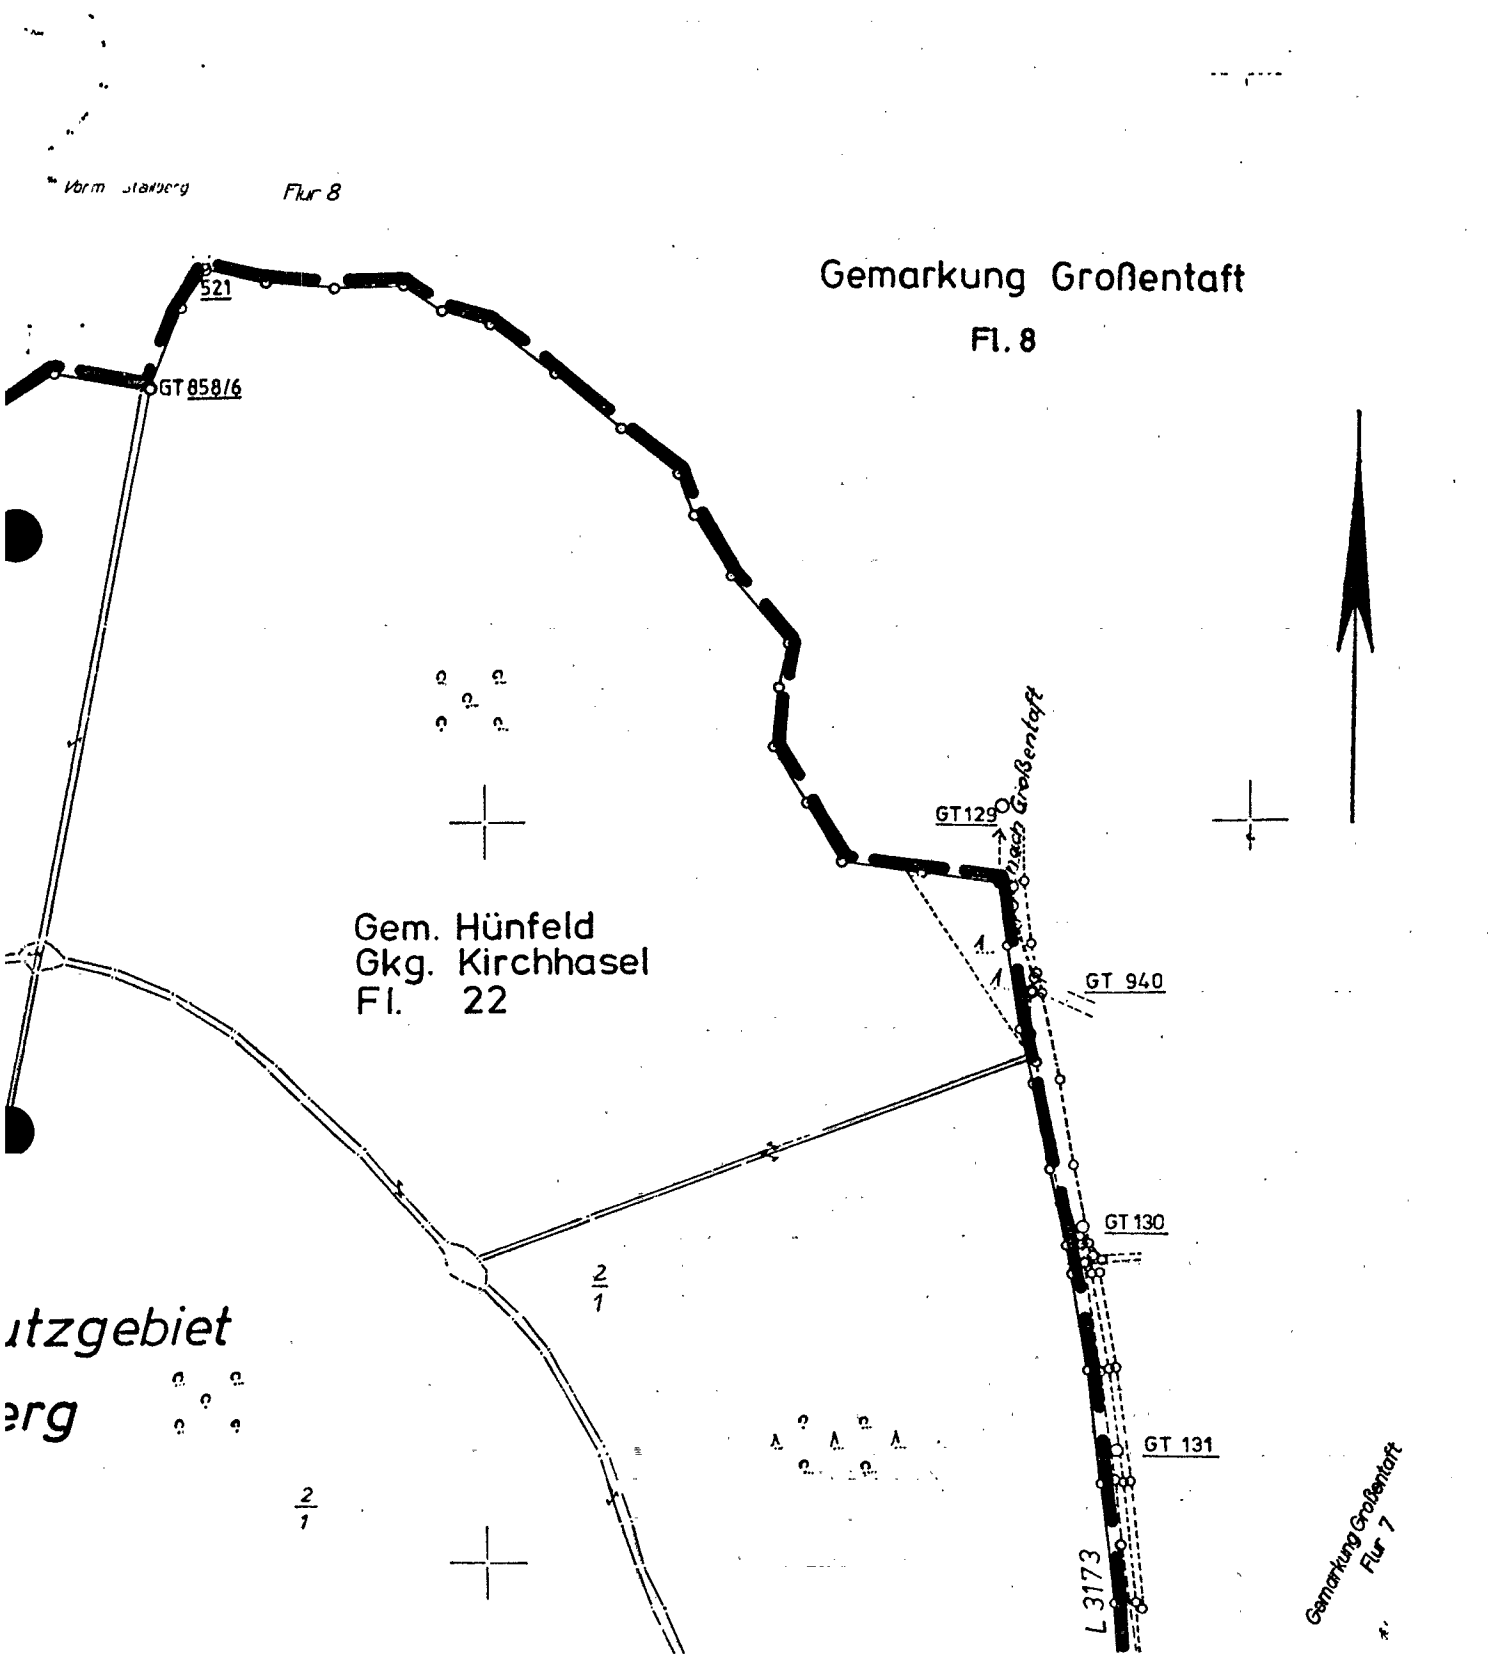 Vorm
Flur 8
Gemarkung Großentaft
Fl. 8
521
GT 858/6
nach Großentaft
GT 129
Gem. Hünfeld
Gkg. Kirchhasel
Fl. 22
GT 940
GT 130
2
1
utzgebiet
erg
GT 131
2
1
L 3173
Gemarkung Großentaft
Flur 7